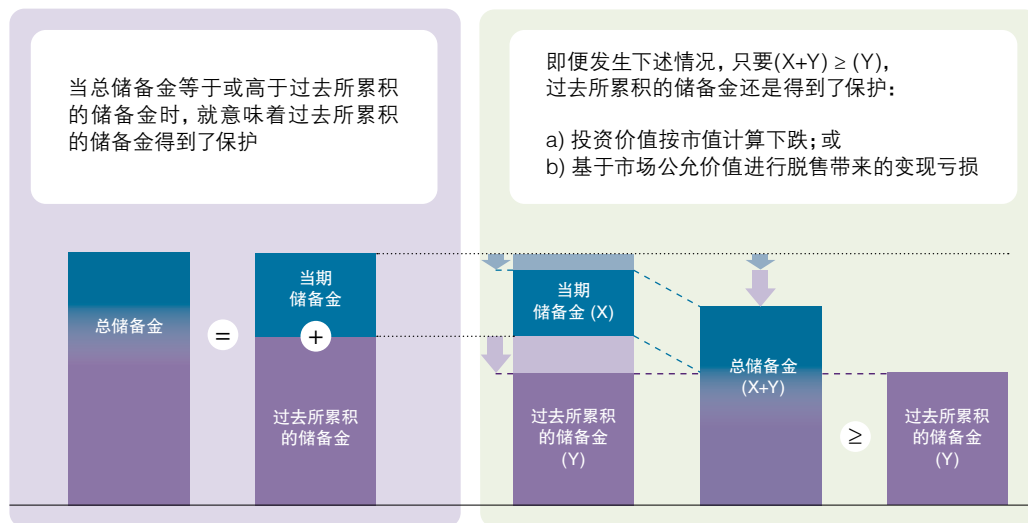 当总储备金等于或高于过去所累积
的储备金时，就意味着过去所累积
的储备金得到了保护
即便发生下述情况，只要(X+Y) ≥ (Y)，
过去所累积的储备金还是得到了保护：
a) 投资价值按市值计算下跌；或
b) 基于市场公允价值进行脱售带来的变现亏损
总储备金
=
当期
储备金
+
过去所累积
的储备金
当期
储备金 (X)
过去所累积
的储备金
(Y)
总储备金
(X+Y)
≥
过去所累积
的储备金
(Y)